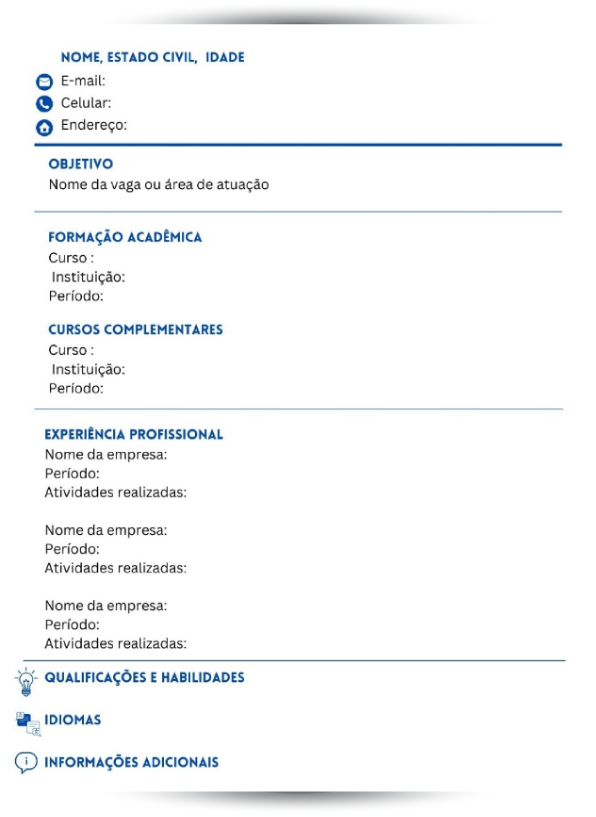 NOME, ESTADO CIVIL, IDADE
E-mail:
Celular:
Endereço:
OBJETIVO
Nome da vaga ou área de atuação
FORMAÇÃO ACADÊMICA
Curso :
Instituição:
Período:
CURSOS COMPLEMENTARES
Curso :
Instituição:
Período:
EXPERIÊNCIA PROFISSIONAL
Nome da empresa:
Período:
Atividades realizadas:
Nome da empresa:
Período:
Atividades realizadas:
Nome da empresa:
Período:
Atividades realizadas:
QUALIFICAÇÕES E HABILIDADES
IDIOMAS
INFORMAÇÕES ADICIONAIS